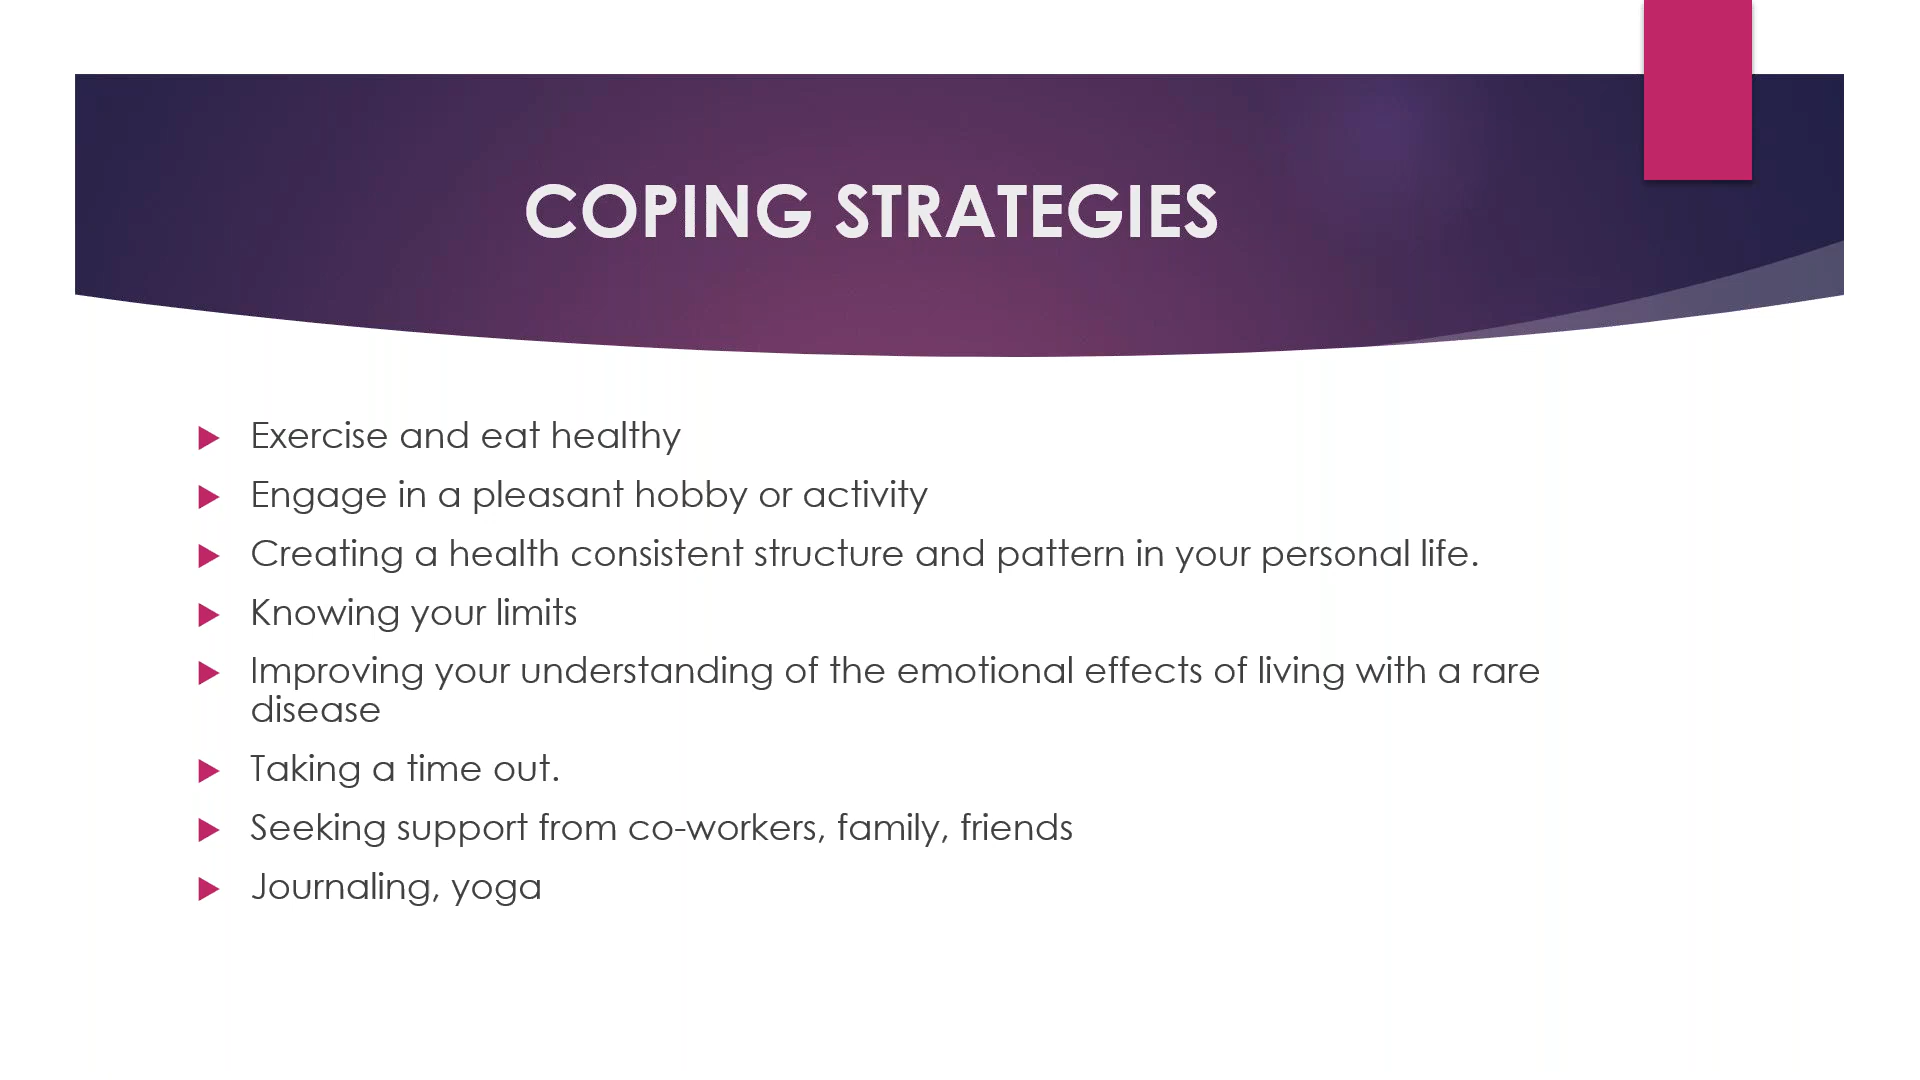 COPING STRATEGIES
Exercise and eat healthy
Engage in a pleasant hobby or activity
Creating a health consistent structure and pattern in your personal life.
Knowing your limits
Improving your understanding of the emotional effects of living with a rare
disease
Taking a time out.
Seeking support from co-workers, family, friends
Journaling, yoga